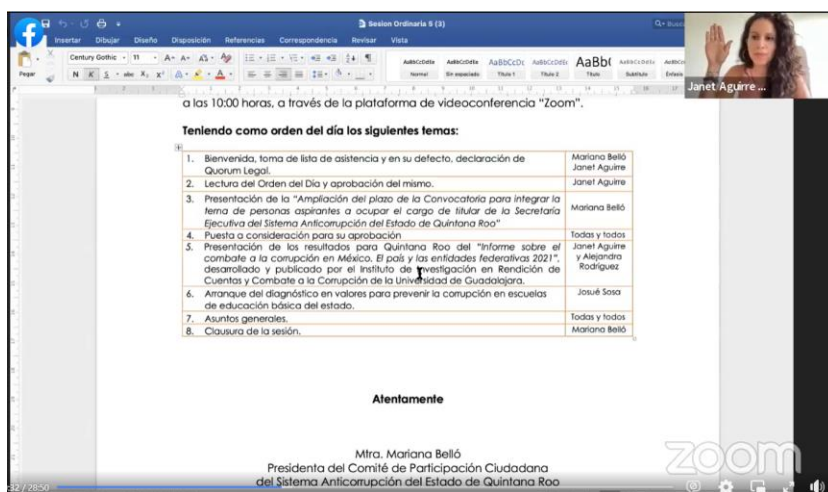 Sesion Ordinaria 5 (3)
Insertar Dibujar Diseño Disposición Referencias Correspondencia Revisar Vista
Century Gothic 11
Pegar
N K S abc X₂ X²
AaBbCcDdEe AaBbCcDdEe AaBbCcDc AaBbCcDdEe AaBb( AaBbCcDdEe
Normal Sin espaciado Título 1 Título 2 Título Subtítulo Énfasis
Janet Aguirre ...
a las 10:00 horas, a través de la plataforma de videoconferencia “Zoom”.
Teniendo como orden del día los siguientes temas:
1. Bienvenida, toma de lista de asistencia y en su defecto, declaración de
Quorum Legal.
Mariana Belló
Janet Aguirre
2. Lectura del Orden del Día y aprobación del mismo.
Janet Aguirre
3. Presentación de la “Ampliación del plazo de la Convocatoria para integrar la
terna de personas aspirantes a ocupar el cargo de titular de la Secretaría
Ejecutiva del Sistema Anticorrupción del Estado de Quintana Roo”
Mariana Belló
4. Puesta a consideración para su aprobación
Todas y todos
5. Presentación de los resultados para Quintana Roo del “Informe sobre el
combate a la corrupción en México. El país y las entidades federativas 2021”,
desarrollado y publicado por el Instituto de Investigación en Rendición de
Cuentas y Combate a la Corrupción de la Universidad de Guadalajara.
Janet Aguirre
y Alejandra
Rodríguez
6. Arranque del diagnóstico en valores para prevenir la corrupción en escuelas
de educación básica del estado.
Josué Sosa
7. Asuntos generales.
Todas y todos
8. Clausura de la sesión.
Mariana Belló
Atentamente
Mtra. Mariana Belló
Presidenta del Comité de Participación Ciudadana
del Sistema Anticorrupción del Estado de Quintana Roo
zoom
:32 / 28:50